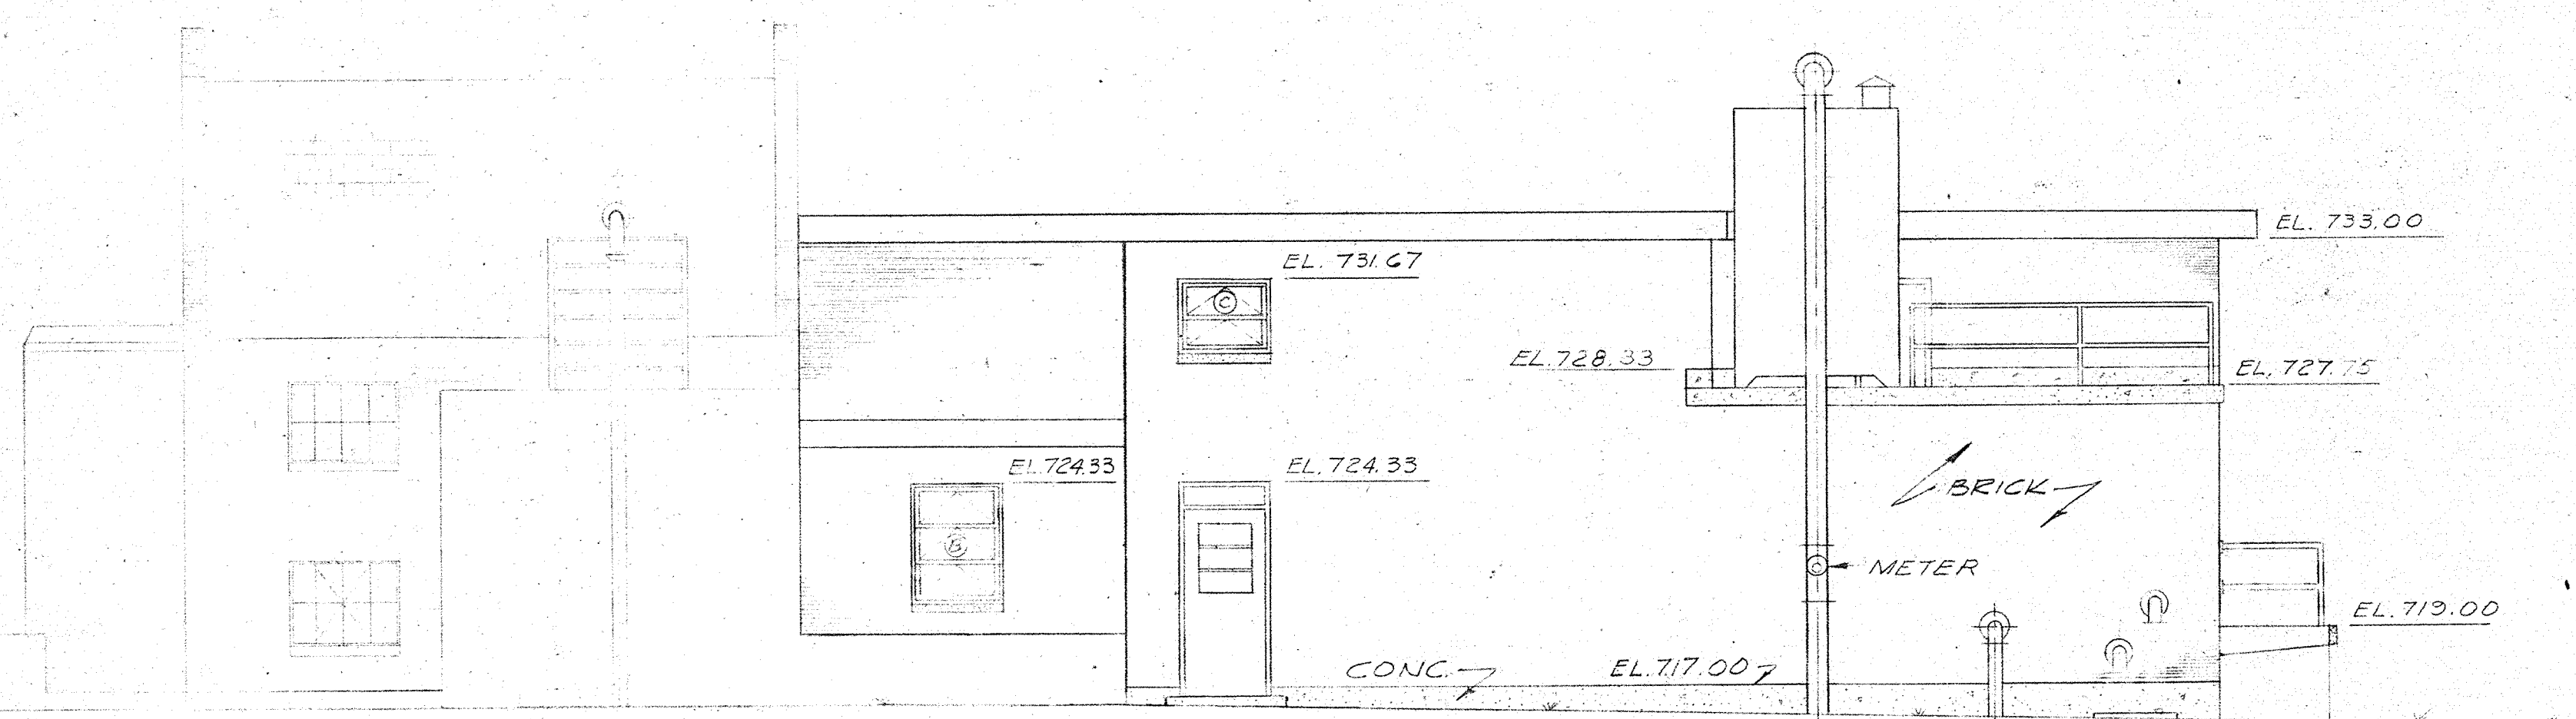 EL. 733.00
EL. 731.67
C
EL. 728.33
EL. 727.75
EL. 724.33
EL. 724.33
BRICK
B
METER
EL. 719.00
CONC.
EL. 717.00